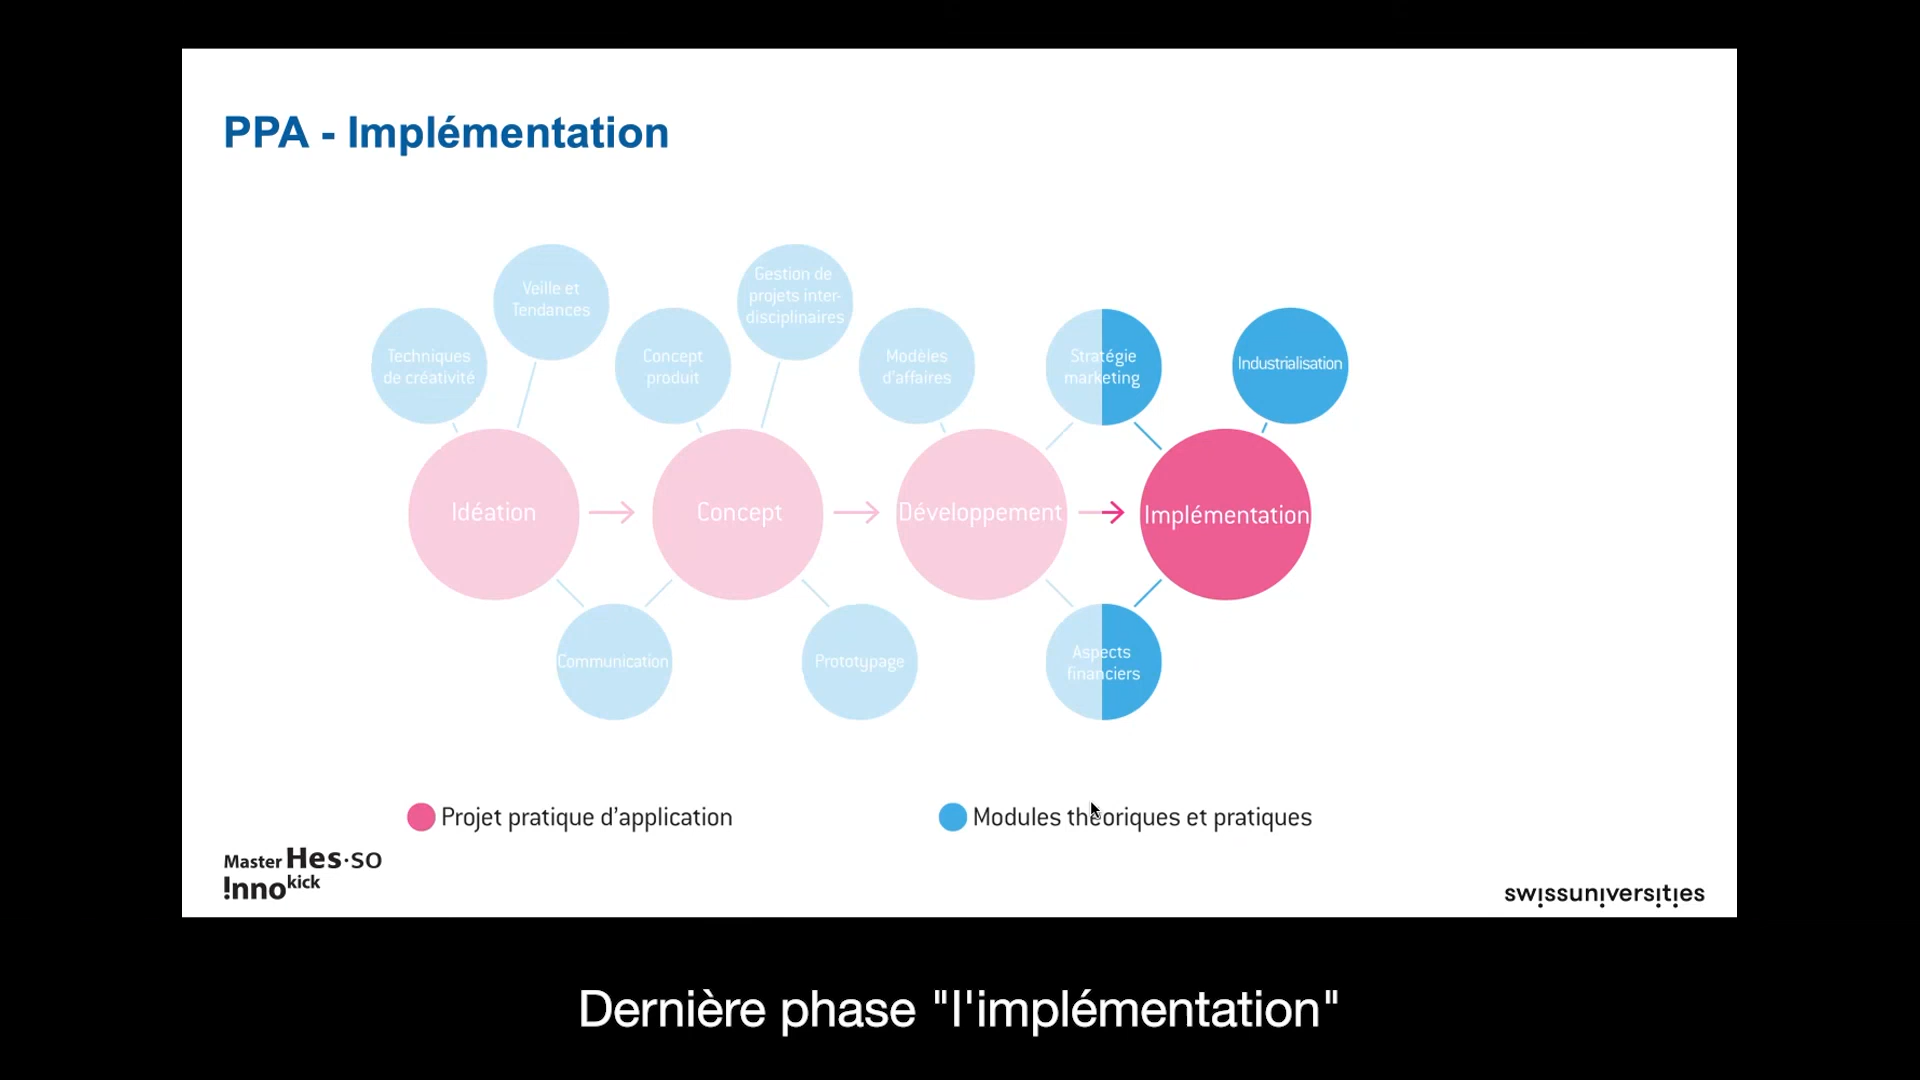 PPA - Implémentation
Veille et
Tendances
Gestion de
projets inter-
disciplinaires
Techniques
de créativité
Concept
produit
Modèles
d'affaires
Stratégie
marketing
Industrialisation
Idéation
Concept
Développement
Implémentation
Communication
Prototypage
Aspects
financiers
Projet pratique d'application
Modules théoriques et pratiques
Master Hes·so
!nnokick
swissuniversities
Dernière phase "l'implémentation"